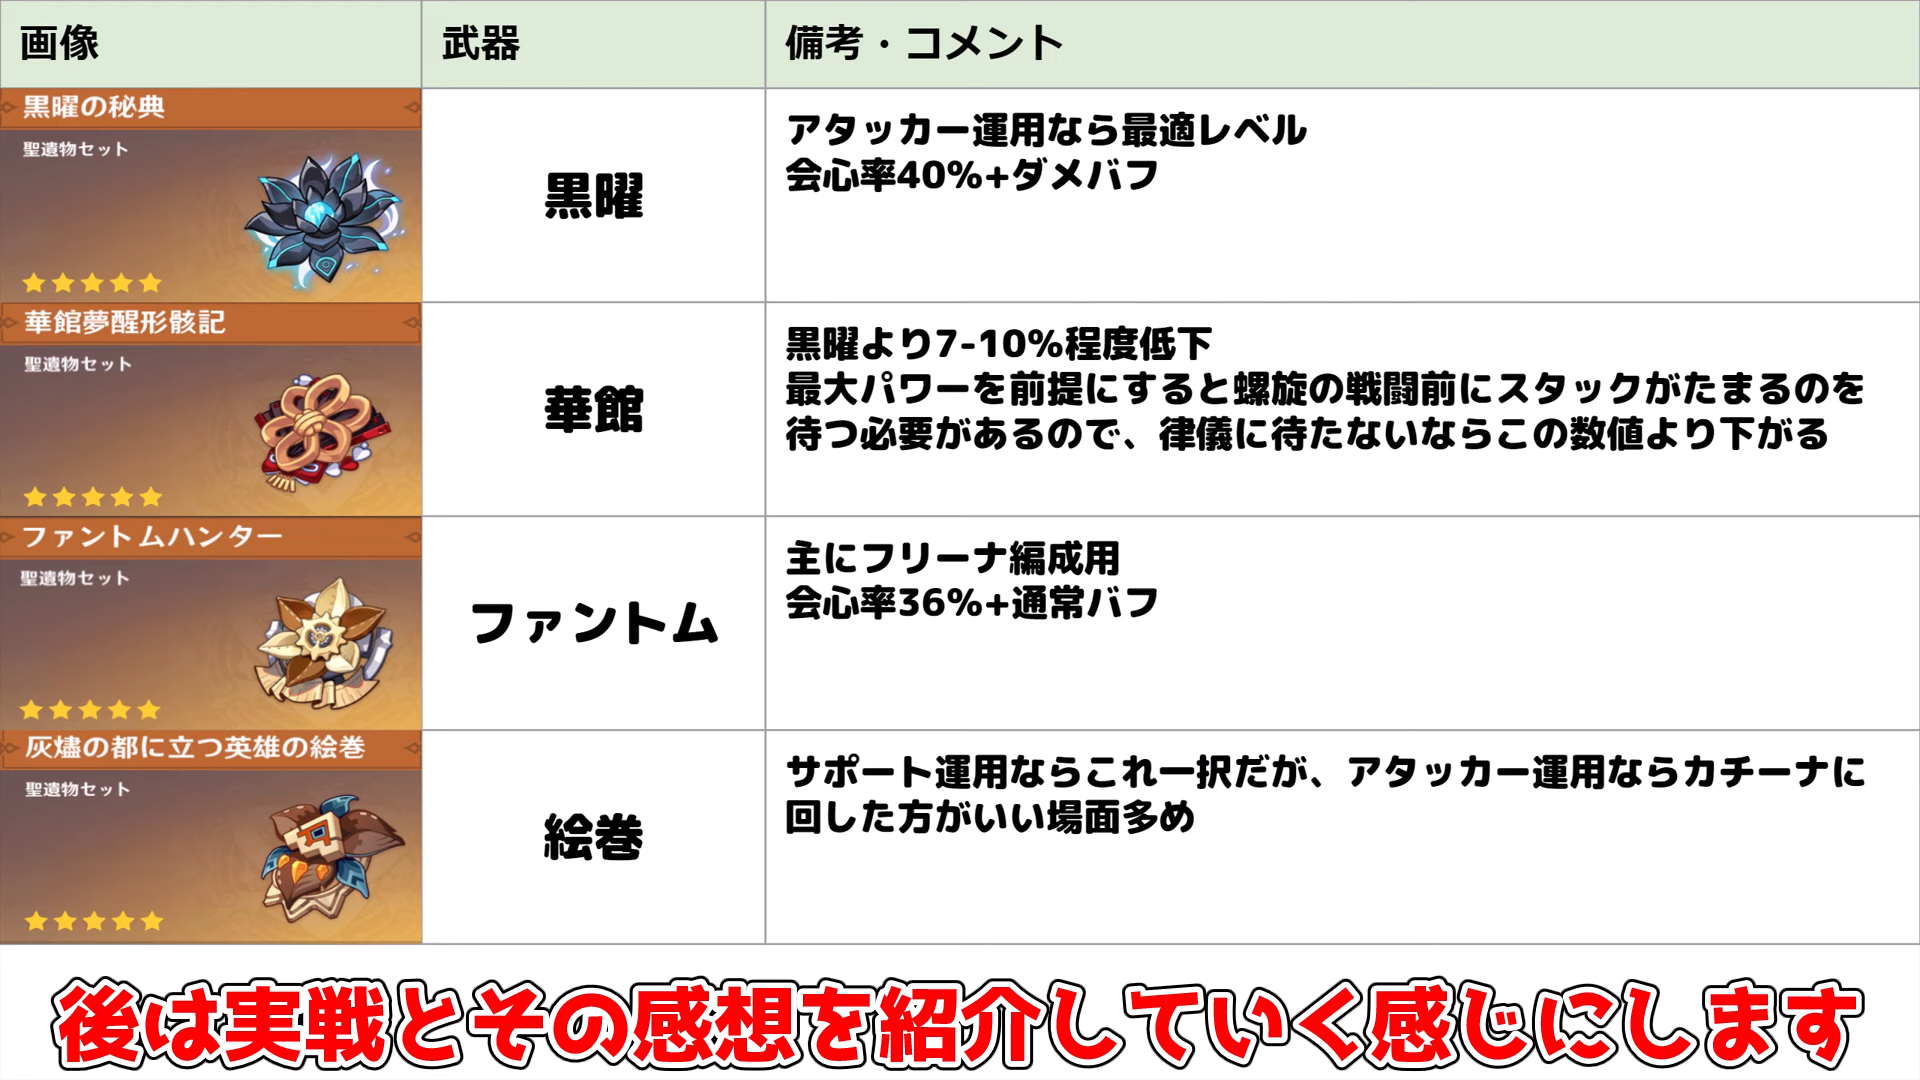 画像 武器 備考・コメント
黒曜の秘典
聖遺物セット
黒曜
アタッカー運用なら最適レベル
会心率40%+ダメバフ
華館夢醒形骸記
聖遺物セット
華館
黒曜より7-10%程度低下
最大パワーを前提にすると螺旋の戦闘前にスタックがたまるのを
待つ必要があるので、律儀に待たないならこの数値より下がる
ファントムハンター
聖遺物セット
ファントム
主にフリーナ編成用
会心率36%+通常バフ
灰燼の都に立つ英雄の絵巻
聖遺物セット
絵巻
サポート運用ならこれ一択だが、アタッカー運用ならカチーナに
回した方がいい場面多め
後は実戦とその感想を紹介していく感じにします